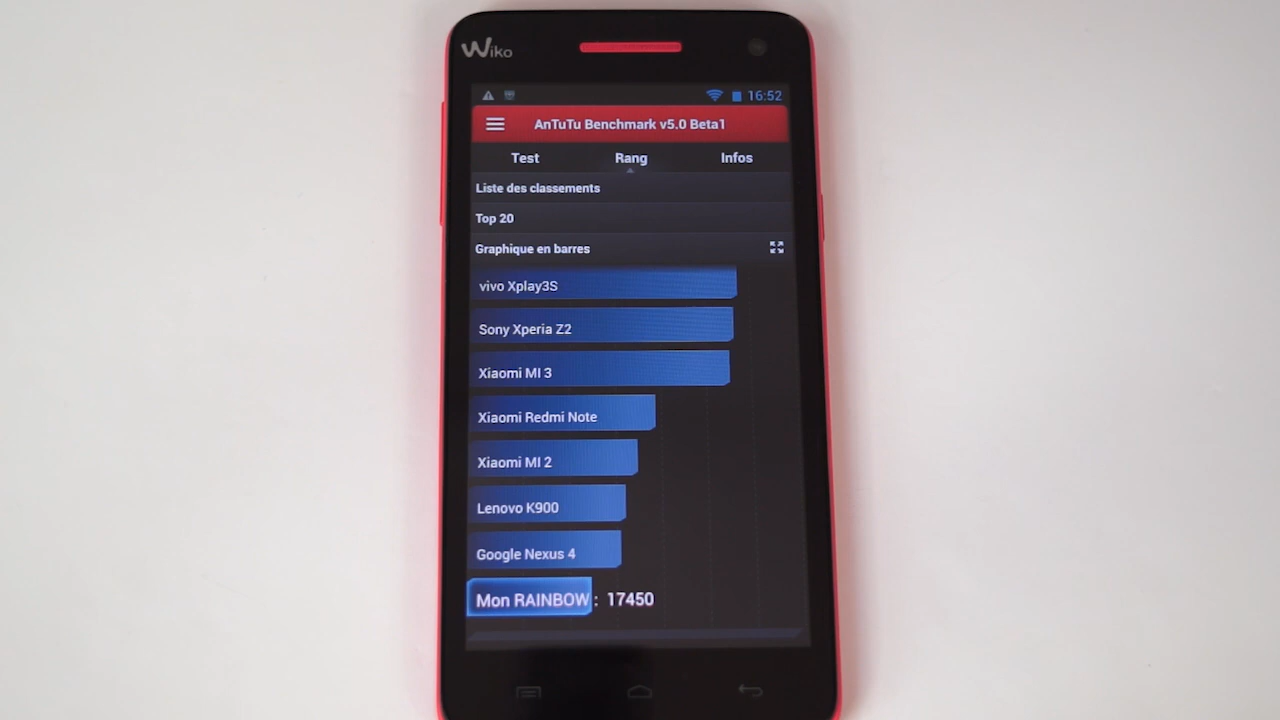 Wiko
16:52
AnTuTu Benchmark v5.0 Beta1
Test Rang Infos
Liste des classements
Top 20
Graphique en barres
vivo Xplay3S
Sony Xperia Z2
Xiaomi MI 3
Xiaomi Redmi Note
Xiaomi MI 2
Lenovo K900
Google Nexus 4
Mon RAINBOW : 17450